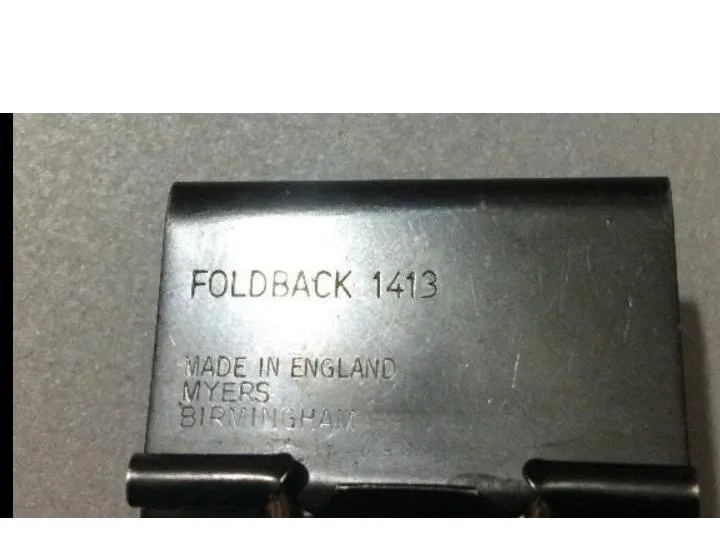 FOLDBACK 1413
MADE IN ENGLAND
MYERS
BIRMINGHAM